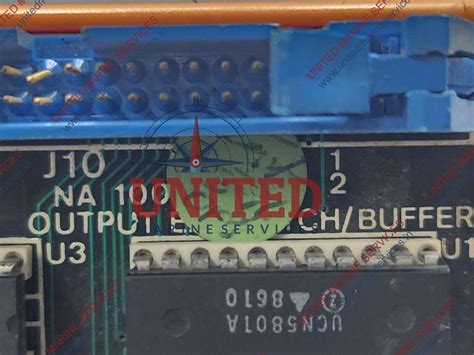 J10
1
2
NA 100
OUTPUT
CH/BUFFER
UNITED
MARINE SERVICES
U3
U1
UCN5801A
8610
Z